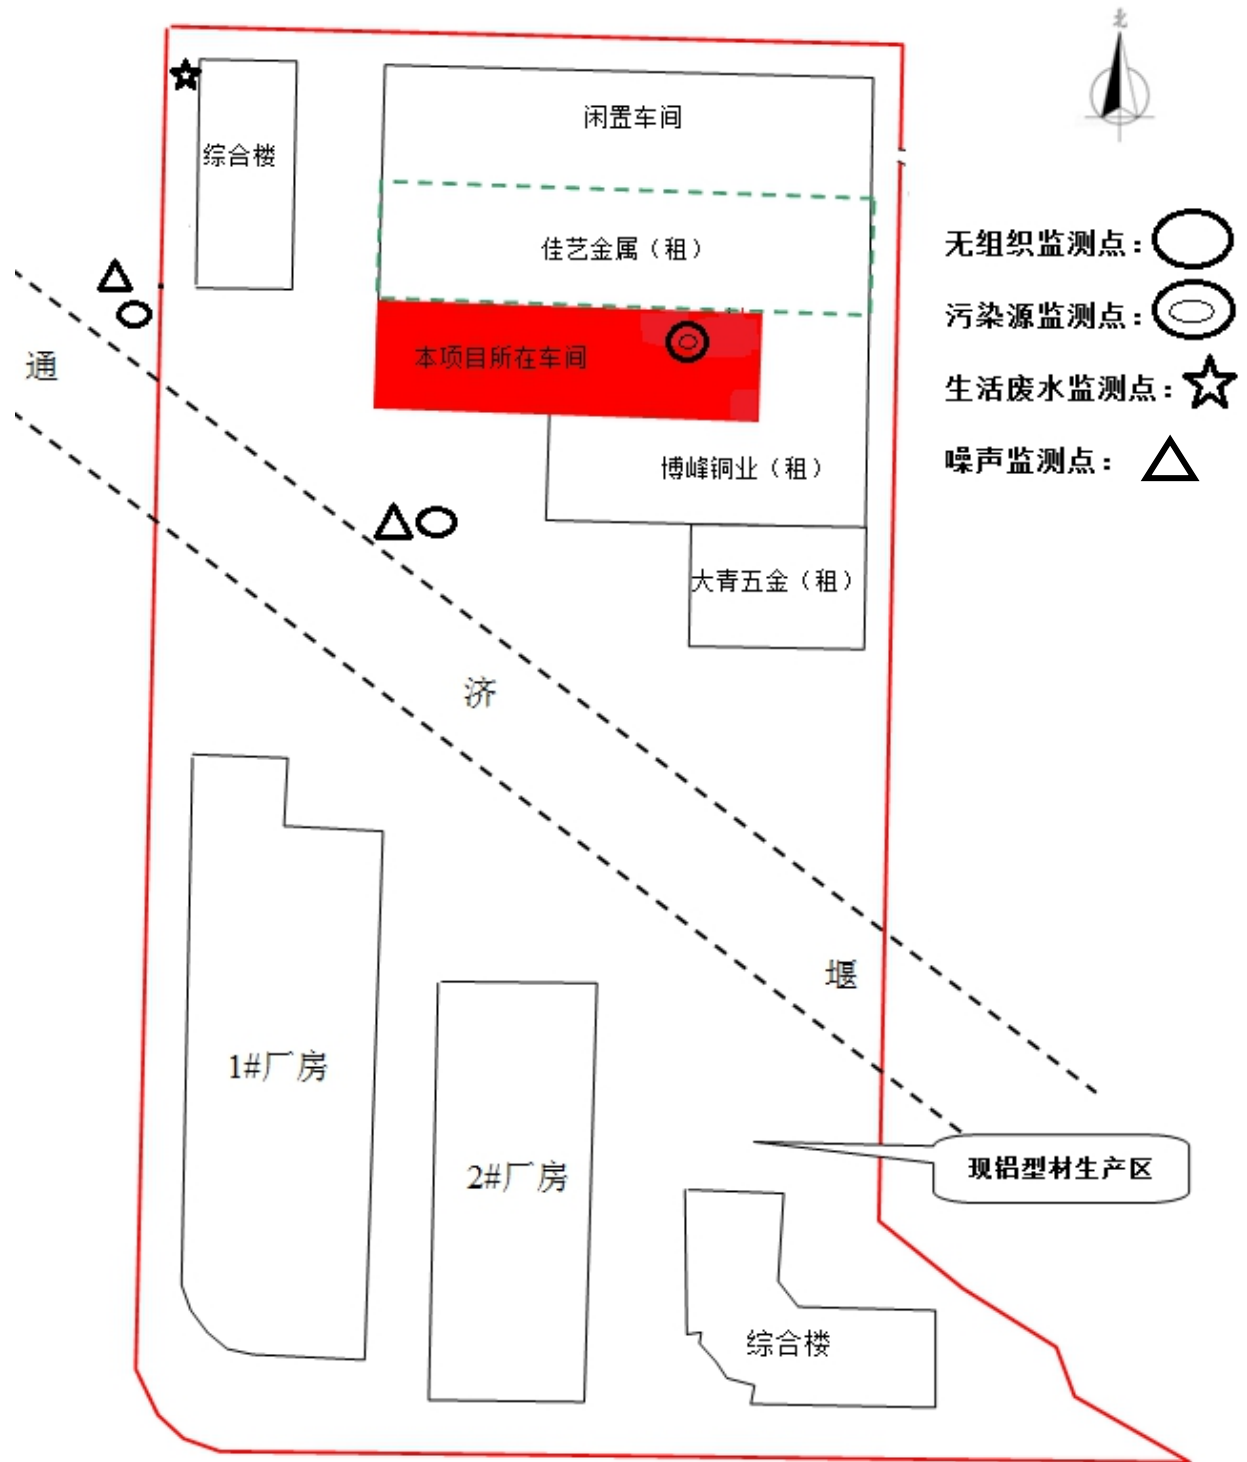 北
闲置车间
综合楼
佳艺金属（租）
无组织监测点：
污染源监测点：
本项目所在车间
通
生活废水监测点：
噪声监测点：
博峰铜业（租）
大青五金（租）
济
堰
1#厂房
2#厂房
现铝型材生产区
综合楼